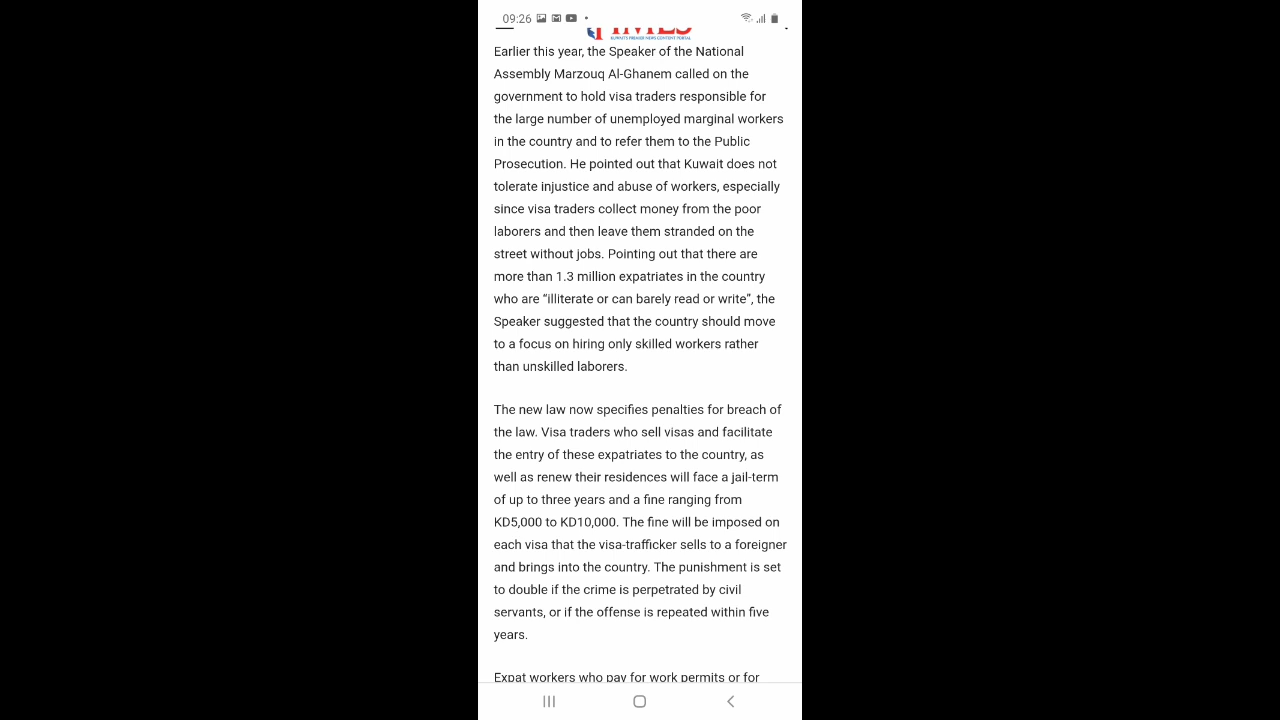 09:26
TIMES
KUWAIT'S PREMIER NEWS CONTENT PORTAL
Earlier this year, the Speaker of the National
Assembly Marzouq Al-Ghanem called on the
government to hold visa traders responsible for
the large number of unemployed marginal workers
in the country and to refer them to the Public
Prosecution. He pointed out that Kuwait does not
tolerate injustice and abuse of workers, especially
since visa traders collect money from the poor
laborers and then leave them stranded on the
street without jobs. Pointing out that there are
more than 1.3 million expatriates in the country
who are “illiterate or can barely read or write”, the
Speaker suggested that the country should move
to a focus on hiring only skilled workers rather
than unskilled laborers.
The new law now specifies penalties for breach of
the law. Visa traders who sell visas and facilitate
the entry of these expatriates to the country, as
well as renew their residences will face a jail-term
of up to three years and a fine ranging from
KD5,000 to KD10,000. The fine will be imposed on
each visa that the visa-trafficker sells to a foreigner
and brings into the country. The punishment is set
to double if the crime is perpetrated by civil
servants, or if the offense is repeated within five
years.
Expat workers who pay for work permits or for